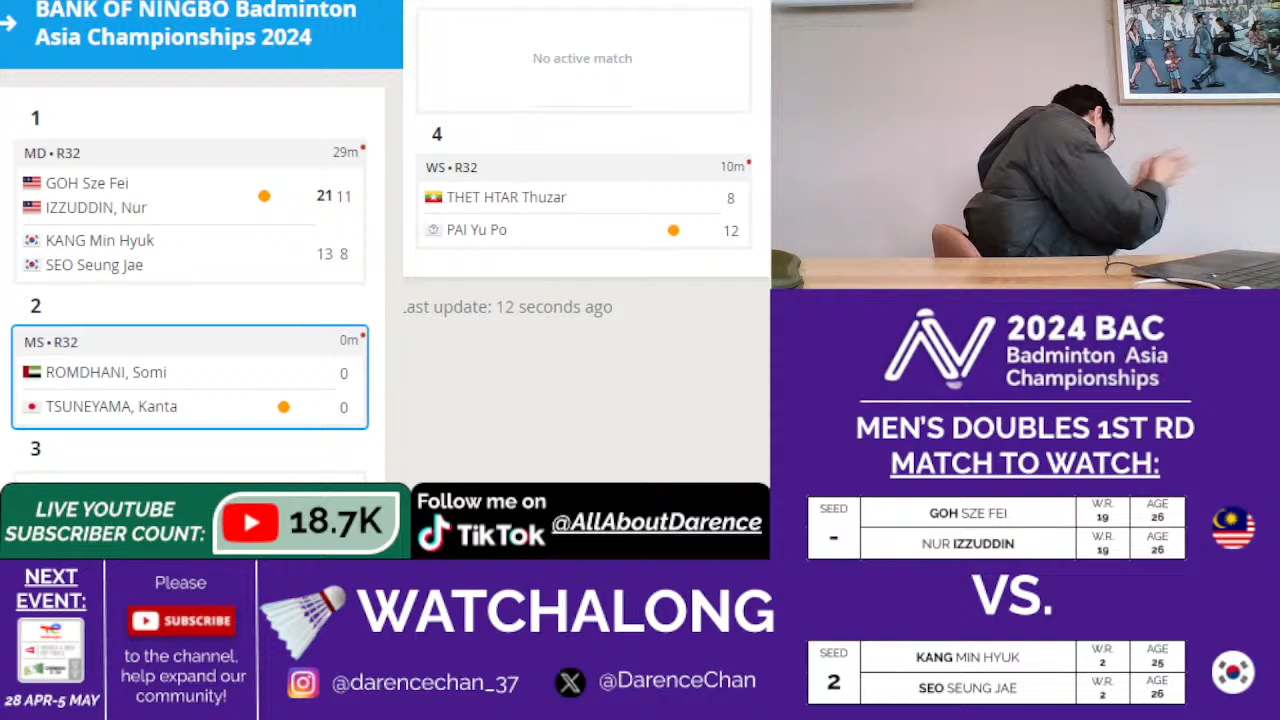 BANK OF NINGBO Badminton
Asia Championships 2024
1
MD • R32 29m
GOH Sze Fei
IZZUDDIN, Nur
21 11
KANG Min Hyuk
SEO Seung Jae
13 8
2
MS • R32 0m
ROMDHANI, Somi 0
TSUNEYAMA, Kanta 0
3
No active match
4
WS • R32 10m
THET HTAR Thuzar 8
PAI Yu Po 12
ast update: 12 seconds ago
LIVE YOUTUBE
SUBSCRIBER COUNT:
18.7K
Follow me on
TikTok
@AllAboutDarence
2024 BAC
Badminton Asia
Championships
MEN'S DOUBLES 1ST RD
MATCH TO WATCH:
SEED
-
GOH SZE FEI
W.R.
19
AGE
26
NUR IZZUDDIN
W.R.
19
AGE
26
VS.
SEED
2
KANG MIN HYUK
W.R.
2
AGE
25
SEO SEUNG JAE
W.R.
2
AGE
26
NEXT
EVENT:
28 APR-5 MAY
Please
SUBSCRIBE
to the channel,
help expand our
community!
WATCHALONG
@darencechan_37
@DarenceChan